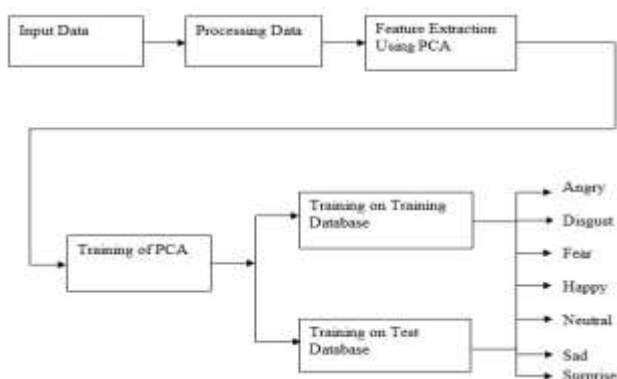 Input Data
Processing Data
Feature Extraction
Using PCA
Training of PCA
Training on Training
Database
Training on Test
Database
Angry
Disgust
Fear
Happy
Neutral
Sad
Surprise